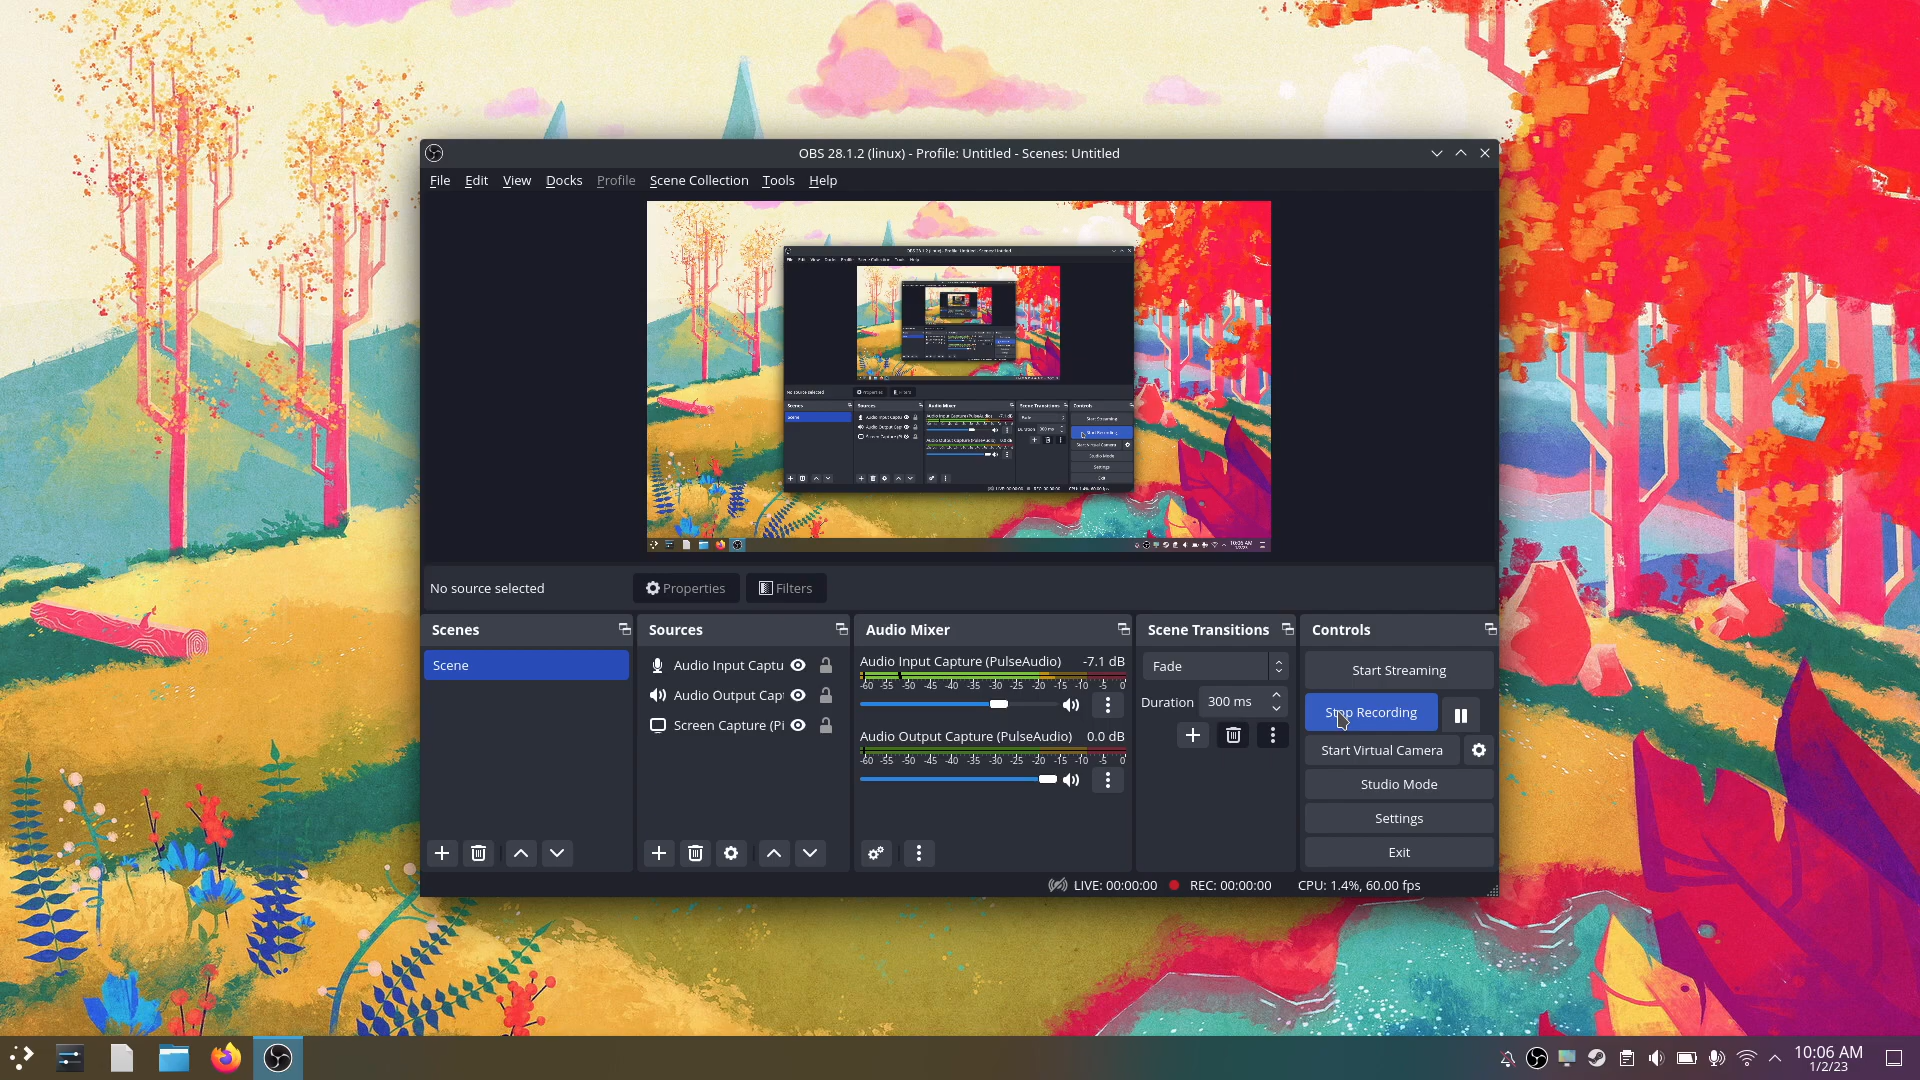 OBS 28.1.2 (linux) - Profile: Untitled - Scenes: Untitled
File Edit View Docks Profile Scene Collection Tools Help
No source selected Properties Filters
Scenes
Scene
Sources
Audio Input Captu
Audio Output Cap
Screen Capture (Pi
Audio Mixer
Audio Input Capture (PulseAudio) -7.1 dB
-60 -55 -50 -45 -40 -35 -30 -25 -20 -15 -10 -5 0
Audio Output Capture (PulseAudio) 0.0 dB
-60 -55 -50 -45 -40 -35 -30 -25 -20 -15 -10 -5 0
Scene Transitions
Fade
Duration 300 ms
Controls
Start Streaming
Stop Recording
Start Virtual Camera
Studio Mode
Settings
Exit
LIVE: 00:00:00 REC: 00:00:00 CPU: 1.4%, 60.00 fps
10:06 AM
1/2/23